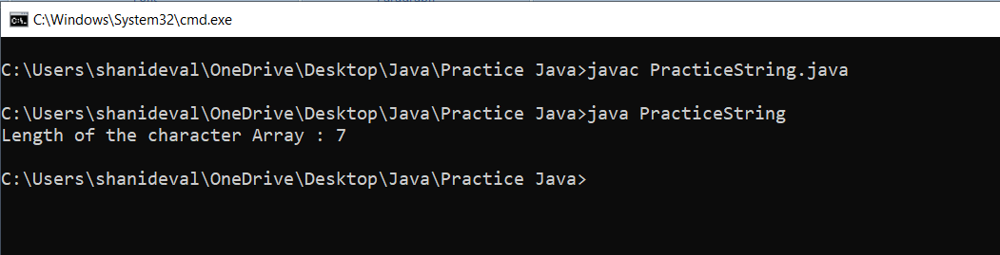 C:\Windows\System32\cmd.exe
C:\Users\shanideval\OneDrive\Desktop\Java\Practice Java>javac PracticeString.java
C:\Users\shanideval\OneDrive\Desktop\Java\Practice Java>java PracticeString
Length of the character Array : 7
C:\Users\shanideval\OneDrive\Desktop\Java\Practice Java>